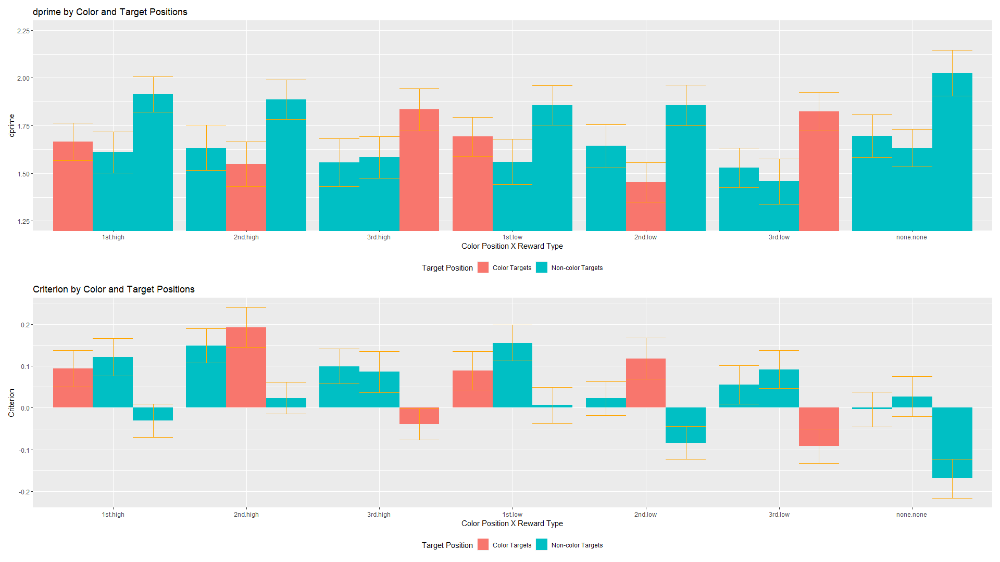 dprime by Color and Target Positions
2.25
2.00
1.75
1.50
1.25
dprime
1st.high 2nd.high 3rd.high 1st.low 2nd.low 3rd.low none.none
Color Position X Reward Type
Target Position Color Targets Non-color Targets
Criterion by Color and Target Positions
0.2
0.1
0.0
-0.1
-0.2
Criterion
1st.high 2nd.high 3rd.high 1st.low 2nd.low 3rd.low none.none
Color Position X Reward Type
Target Position Color Targets Non-color Targets